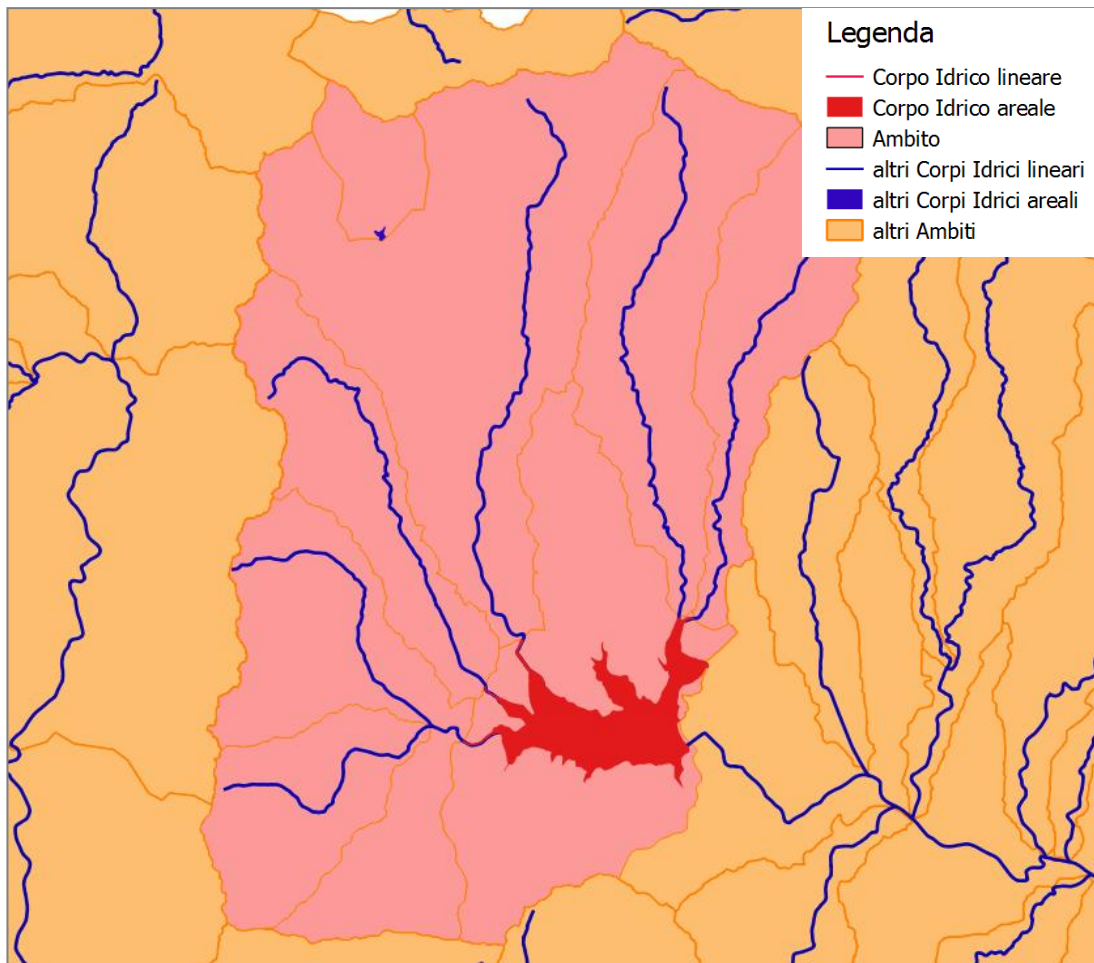 Legenda
Corpo Idrico lineare
Corpo Idrico areale
Ambito
altri Corpi Idrici lineari
altri Corpi Idrici areali
altri Ambiti